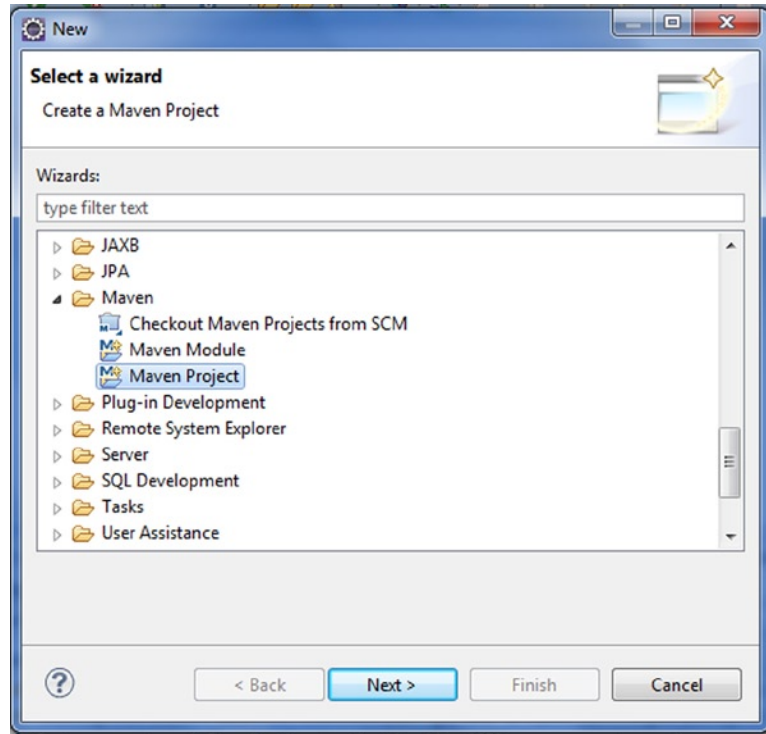 New
Select a wizard
Create a Maven Project
Wizards:
type filter text
JAXB
JPA
Maven
Checkout Maven Projects from SCM
Maven Module
Maven Project
Plug-in Development
Remote System Explorer
Server
SQL Development
Tasks
User Assistance
? < Back Next > Finish Cancel